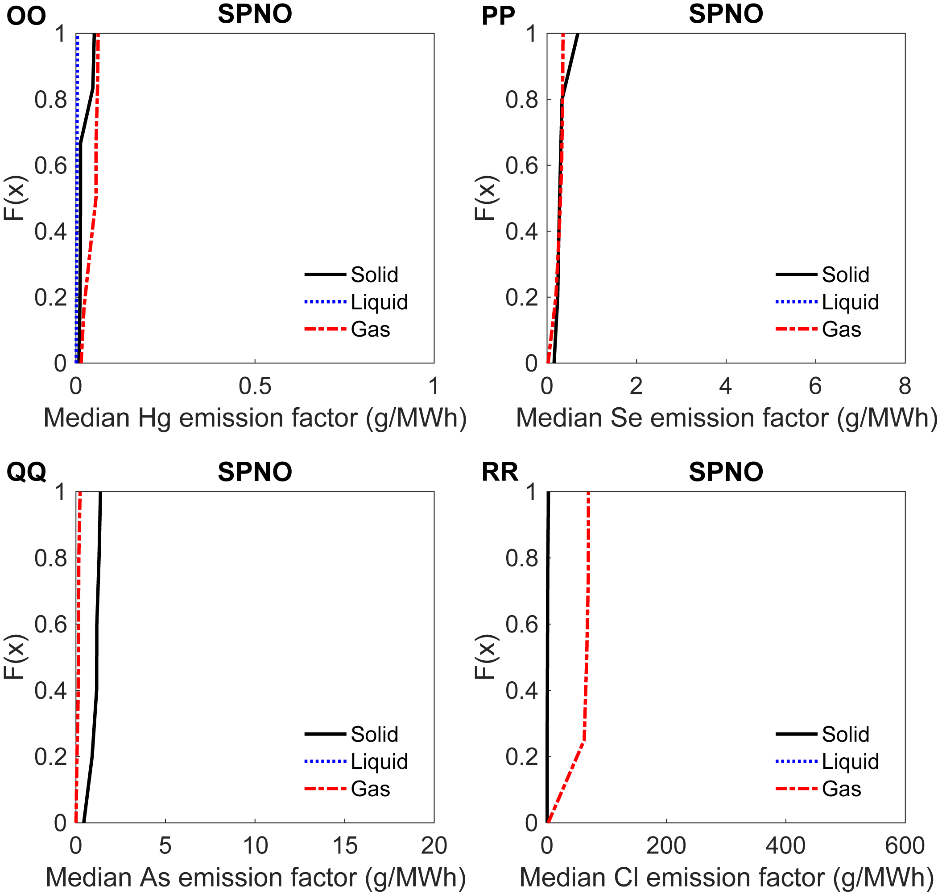 OO SPNO
1
0.8
0.6
0.4
0.2
0
F(x)
Solid
Liquid
Gas
0 0.5 1
Median Hg emission factor (g/MWh)
PP SPNO
1
0.8
0.6
0.4
0.2
0
F(x)
Solid
Liquid
Gas
0 2 4 6 8
Median Se emission factor (g/MWh)
QQ SPNO
1
0.8
0.6
0.4
0.2
0
F(x)
Solid
Liquid
Gas
0 5 10 15 20
Median As emission factor (g/MWh)
RR SPNO
1
0.8
0.6
0.4
0.2
0
F(x)
Solid
Liquid
Gas
0 200 400 600
Median Cl emission factor (g/MWh)